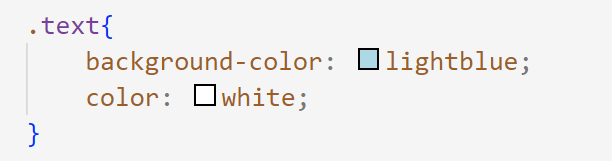 .text{
background-color: lightblue;
color: white;
}